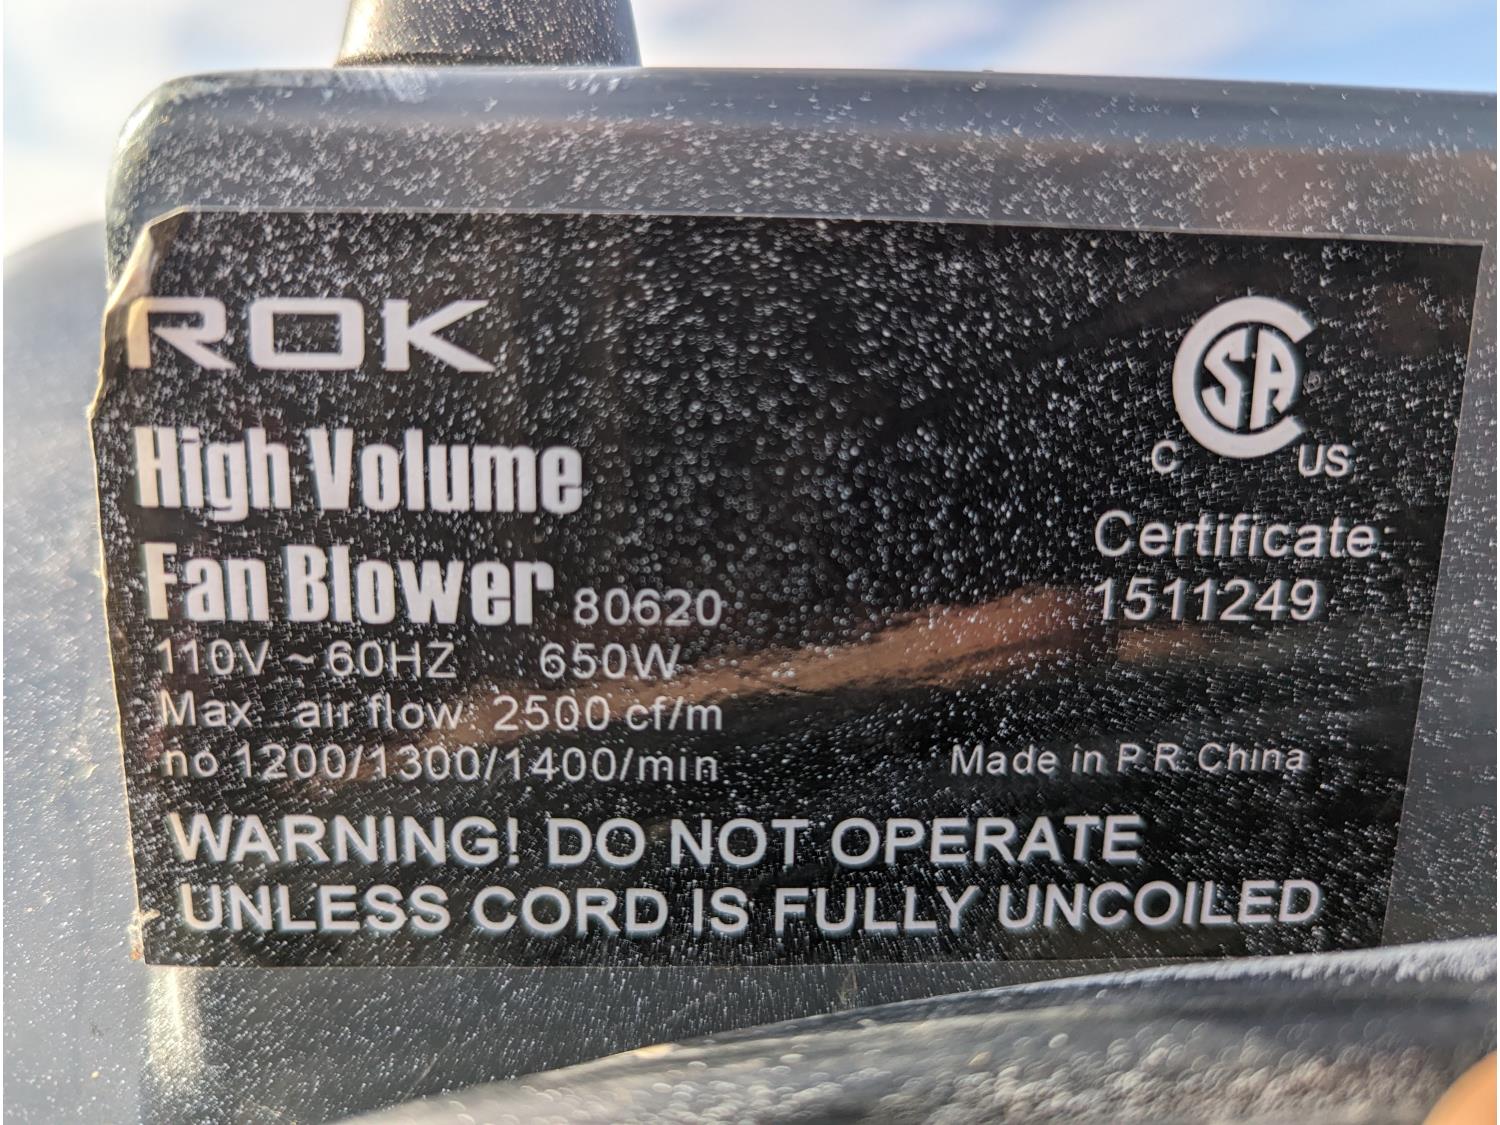 ROK
High Volume
Fan Blower 80620
110V ~ 60HZ 650W
Max. air flow: 2500 cf/m
no 1200/1300/1400/min
CSA®
C US
Certificate:
1511249
Made in P.R. China
WARNING! DO NOT OPERATE
UNLESS CORD IS FULLY UNCOILED